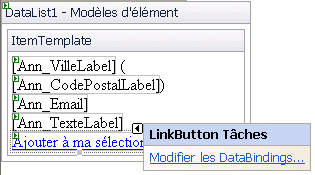 DataList1 - Modèles d'élément
ItemTemplate
[Ann_VilleLabel] (
[Ann_CodePostalLabel])
[Ann_Email]
[Ann_TexteLabel]
Ajouter à ma sélection
LinkButton Tâches
Modifier les DataBindings...